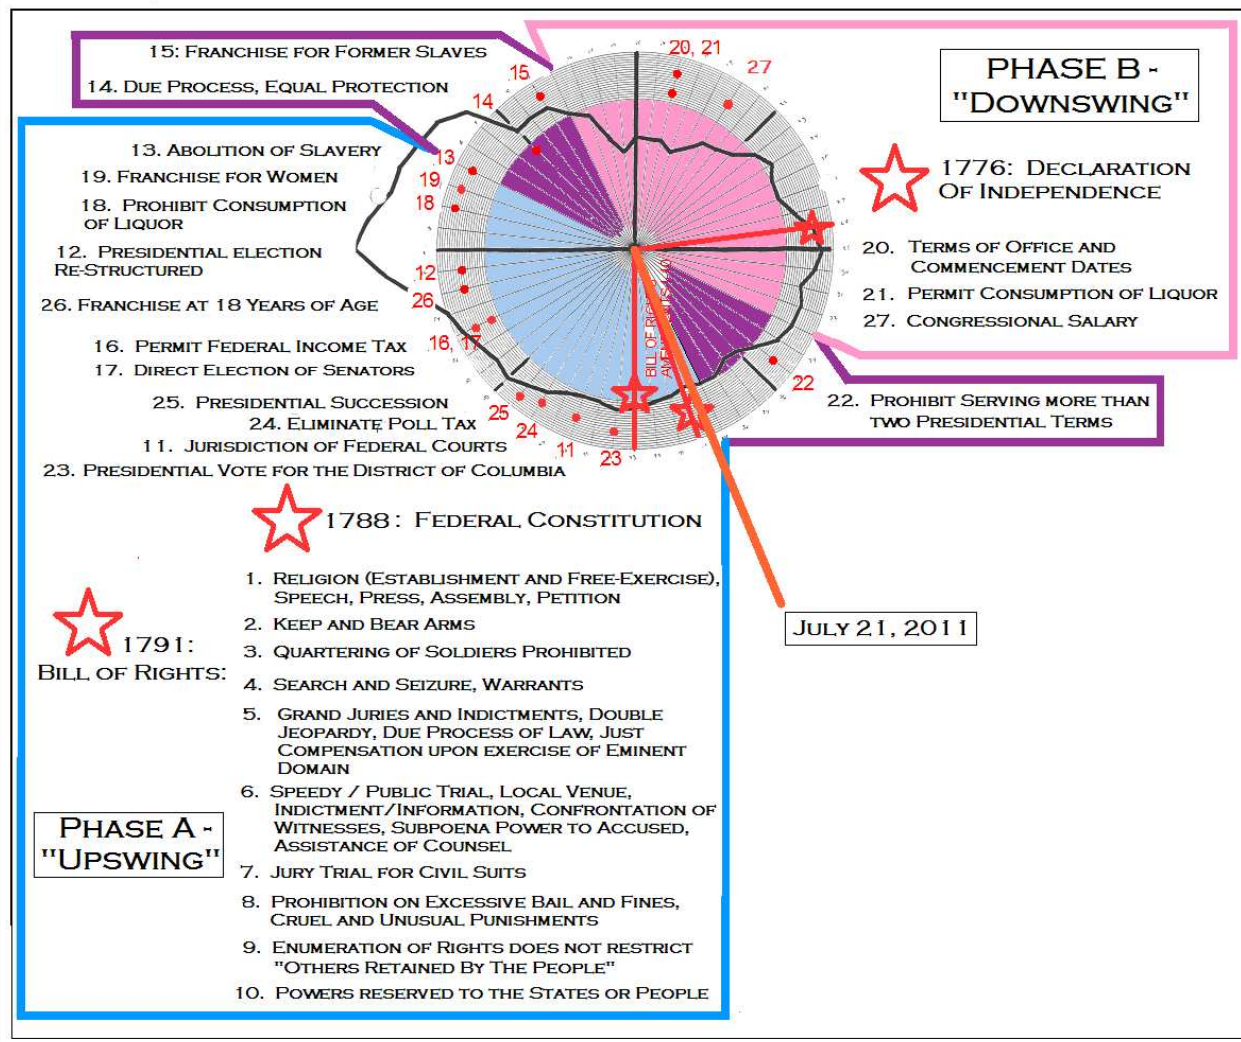 15: Franchise for Former Slaves
14. Due Process, Equal Protection
13. Abolition of Slavery
19. Franchise for Women
18. Prohibit Consumption
of Liquor
12. Presidential election
Re-Structured
26. Franchise at 18 Years of Age
16. Permit Federal Income Tax
17. Direct Election of Senators
25. Presidential Succession
24. Eliminate Poll Tax
11. Jurisdiction of Federal Courts
23. Presidential Vote for the District of Columbia
15
14
13
19
18
12
26
16, 17
25
24
11
23
20, 21
27
22
Bill of Rights
Phase B -
"Downswing"
1776: Declaration
Of Independence
20. Terms of Office and
Commencement Dates
21. Permit Consumption of Liquor
27. Congressional Salary
22. Prohibit Serving more than
two Presidential Terms
July 21, 2011
1788: Federal Constitution
1791:
Bill of Rights:
1. Religion (Establishment and Free-Exercise),
Speech, Press, Assembly, Petition
2. Keep and Bear Arms
3. Quartering of Soldiers Prohibited
4. Search and Seizure, Warrants
5. Grand Juries and Indictments, Double
Jeopardy, Due Process of Law, Just
Compensation upon exercise of Eminent
Domain
6. Speedy / Public Trial, Local Venue,
Indictment/Information, Confrontation of
Witnesses, Subpoena Power to Accused,
Assistance of Counsel
7. Jury Trial for Civil Suits
8. Prohibition on Excessive Bail and Fines,
Cruel and Unusual Punishments
9. Enumeration of Rights does not restrict
"Others Retained By The People"
10. Powers reserved to the States or People
Phase A -
"Upswing"